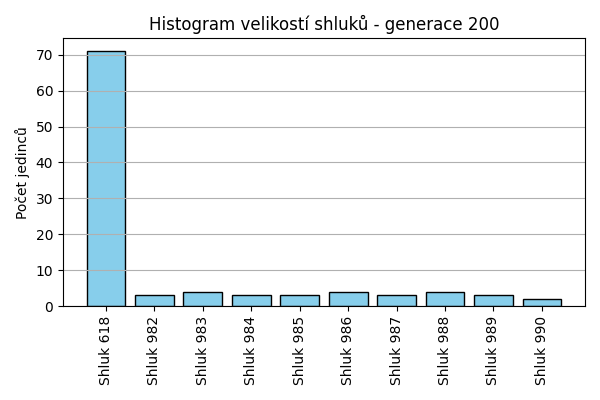 Histogram velikostí shluků - generace 200
Počet jedinců
70
60
50
40
30
20
10
0
Shluk 618
Shluk 982
Shluk 983
Shluk 984
Shluk 985
Shluk 986
Shluk 987
Shluk 988
Shluk 989
Shluk 990